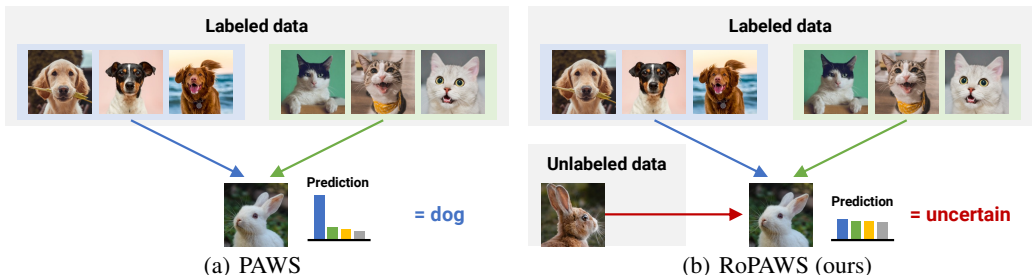 Labeled data
Prediction
= dog
(a) PAWS
Labeled data
Unlabeled data
Prediction
= uncertain
(b) RoPAWS (ours)